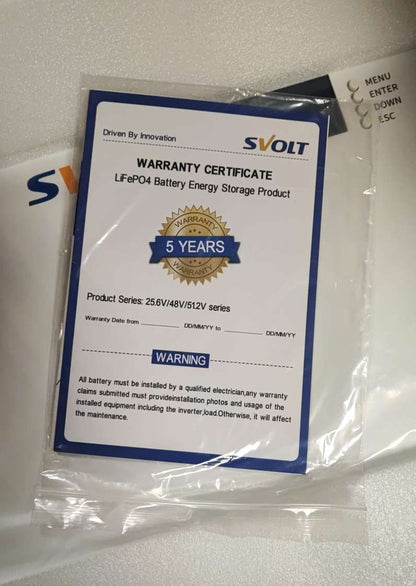 MENU
ENTER
DOWN
ESC
SV
Driven By Innovation
SVOLT
WARRANTY CERTIFICATE
LiFePO4 Battery Energy Storage Product
WARRANTY
5 YEARS
WARRANTY
Product Series: 25.6V/48V/51.2V series
Warranty Date from DD/MM/YY to DD/MM/YY
WARNING
All battery must be installed by a qualified electrician,any warranty
claims submitted must provideinstallation photos and usage of the
installed equipment including the inverter,load.Otherwise, it will affect
the maintenance.